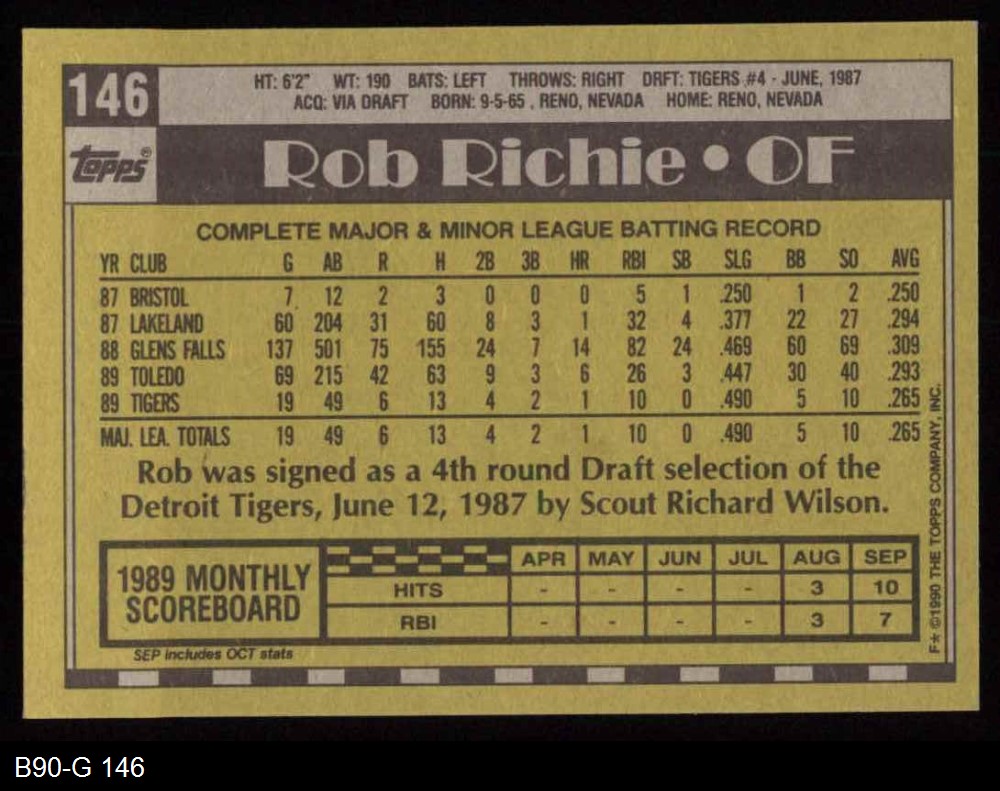 146
HT: 6'2" WT: 190 BATS: LEFT THROWS: RIGHT DRFT: TIGERS #4 - JUNE, 1987
ACQ: VIA DRAFT BORN: 9-5-65 , RENO, NEVADA HOME: RENO, NEVADA
topps®
Rob Richie • OF
COMPLETE MAJOR & MINOR LEAGUE BATTING RECORD
YR CLUB G AB R H 2B 3B HR RBI SB SLG BB SO AVG
87 BRISTOL 7 12 2 3 0 0 0 5 1 .250 1 2 .250
87 LAKELAND 60 204 31 60 8 3 1 32 4 .377 22 27 .294
88 GLENS FALLS 137 501 75 155 24 7 14 82 24 .469 60 69 .309
89 TOLEDO 69 215 42 63 9 3 6 26 3 .447 30 40 .293
89 TIGERS 19 49 6 13 4 2 1 10 0 .490 5 10 .265
MAJ. LEA. TOTALS 19 49 6 13 4 2 1 10 0 .490 5 10 .265
Rob was signed as a 4th round Draft selection of the
Detroit Tigers, June 12, 1987 by Scout Richard Wilson.
1989 MONTHLY
SCOREBOARD
APR MAY JUN JUL AUG SEP
HITS - - - - 3 10
RBI - - - - 3 7
SEP includes OCT stats
F* ©1990 THE TOPPS COMPANY, INC.
B90-G 146